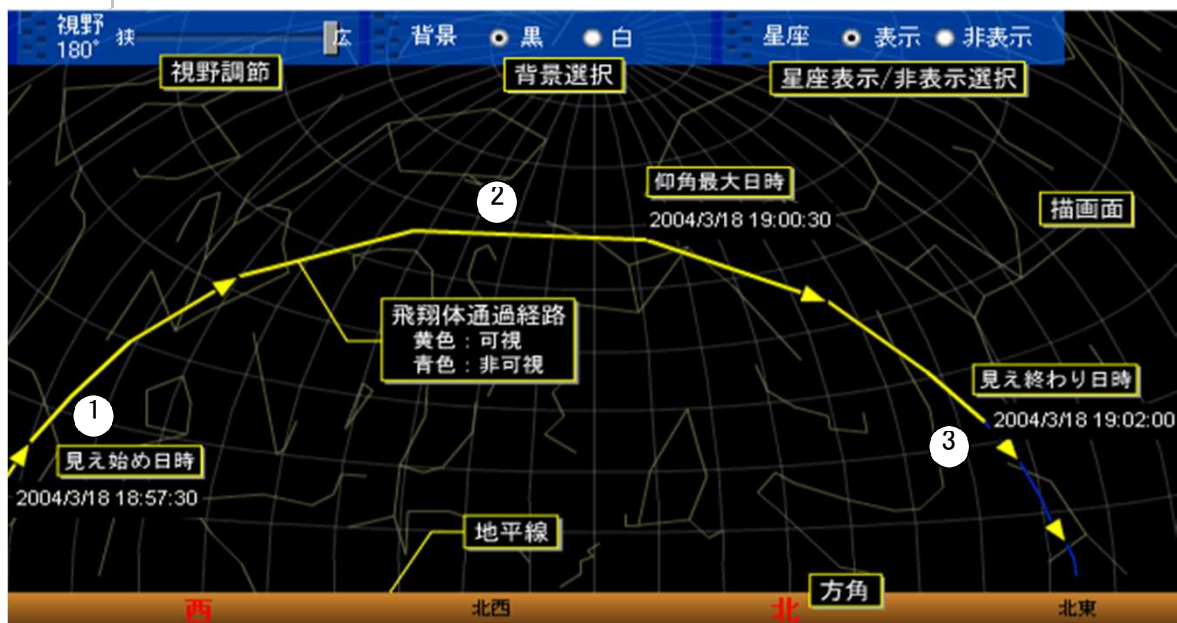 視野
180°
狭
広
背景
黒
白
星座
表示
非表示
視野調節
背景選択
星座表示/非表示選択
仰角最大日時
2004/3/18 19:00:30
描画面
2
飛翔体通過経路
黄色：可視
青色：非可視
見え終わり日時
2004/3/18 19:02:00
1
3
見え始め日時
2004/3/18 18:57:30
地平線
方角
西
北西
北
北東